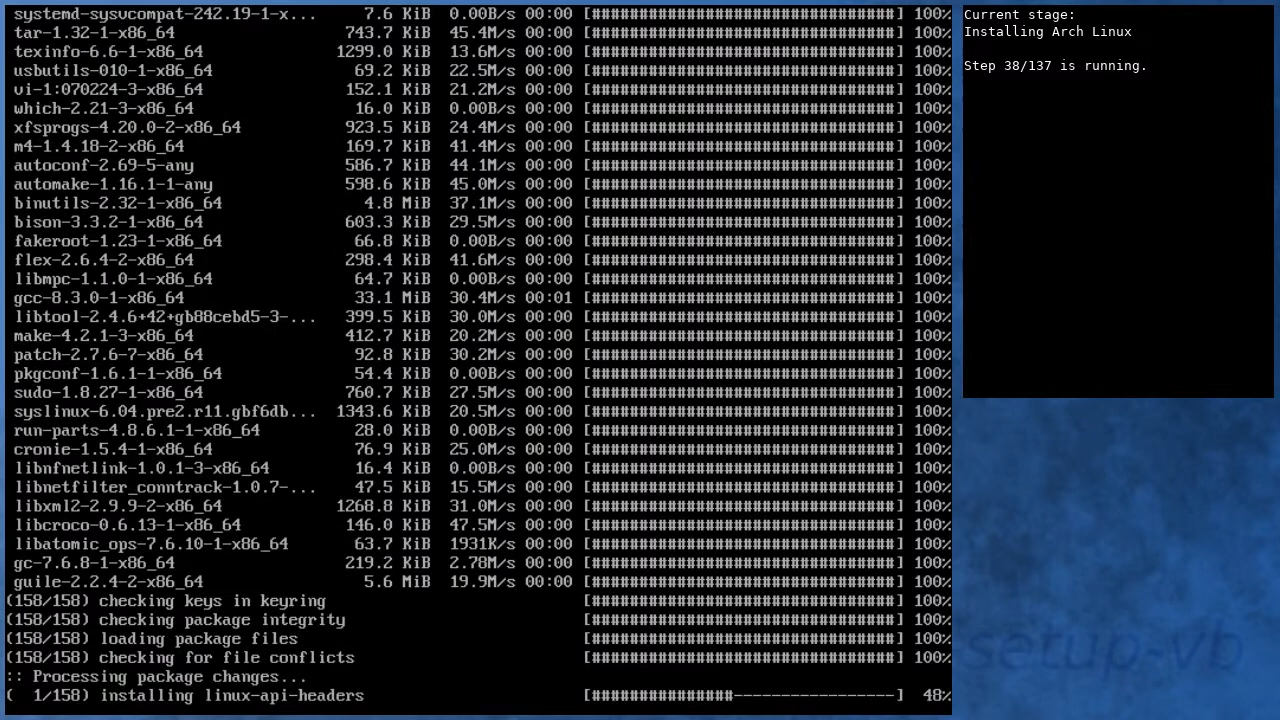 systemd-sysvcompat-242.19-1-x... 7.6 KiB 0.00B/s 00:00 [################################] 100%
tar-1.32-1-x86_64 743.7 KiB 45.4M/s 00:00 [################################] 100%
texinfo-6.6-1-x86_64 1299.0 KiB 13.6M/s 00:00 [################################] 100%
usbutils-010-1-x86_64 69.2 KiB 22.5M/s 00:00 [################################] 100%
vi-1:070224-3-x86_64 152.1 KiB 21.2M/s 00:00 [################################] 100%
which-2.21-3-x86_64 16.0 KiB 0.00B/s 00:00 [################################] 100%
xfsprogs-4.20.0-2-x86_64 923.5 KiB 24.4M/s 00:00 [################################] 100%
m4-1.4.18-2-x86_64 169.7 KiB 41.4M/s 00:00 [################################] 100%
autoconf-2.69-5-any 586.7 KiB 44.1M/s 00:00 [################################] 100%
automake-1.16.1-1-any 598.6 KiB 45.0M/s 00:00 [################################] 100%
binutils-2.32-1-x86_64 4.8 MiB 37.1M/s 00:00 [################################] 100%
bison-3.3.2-1-x86_64 603.3 KiB 29.5M/s 00:00 [################################] 100%
fakeroot-1.23-1-x86_64 66.8 KiB 0.00B/s 00:00 [################################] 100%
flex-2.6.4-2-x86_64 298.4 KiB 41.6M/s 00:00 [################################] 100%
libmpc-1.1.0-1-x86_64 64.7 KiB 0.00B/s 00:00 [################################] 100%
gcc-8.3.0-1-x86_64 33.1 MiB 30.4M/s 00:01 [################################] 100%
libtool-2.4.6+42+gb88cebd5-3-... 399.5 KiB 30.0M/s 00:00 [################################] 100%
make-4.2.1-3-x86_64 412.7 KiB 20.2M/s 00:00 [################################] 100%
patch-2.7.6-7-x86_64 92.8 KiB 30.2M/s 00:00 [################################] 100%
pkgconf-1.6.1-1-x86_64 54.4 KiB 0.00B/s 00:00 [################################] 100%
sudo-1.8.27-1-x86_64 760.7 KiB 27.5M/s 00:00 [################################] 100%
syslinux-6.04.pre2.r11.gbf6db... 1343.6 KiB 20.5M/s 00:00 [################################] 100%
run-parts-4.8.6.1-1-x86_64 28.0 KiB 0.00B/s 00:00 [################################] 100%
cronie-1.5.4-1-x86_64 76.9 KiB 25.0M/s 00:00 [################################] 100%
libnfnetlink-1.0.1-3-x86_64 16.4 KiB 0.00B/s 00:00 [################################] 100%
libnetfilter_conntrack-1.0.7-... 47.5 KiB 15.5M/s 00:00 [################################] 100%
libxml2-2.9.9-2-x86_64 1268.8 KiB 31.0M/s 00:00 [################################] 100%
libcroco-0.6.13-1-x86_64 146.0 KiB 47.5M/s 00:00 [################################] 100%
libatomic_ops-7.6.10-1-x86_64 63.7 KiB 1931K/s 00:00 [################################] 100%
gc-7.6.8-1-x86_64 219.2 KiB 2.78M/s 00:00 [################################] 100%
guile-2.2.4-2-x86_64 5.6 MiB 19.9M/s 00:00 [################################] 100%
(158/158) checking keys in keyring [################################] 100%
(158/158) checking package integrity [################################] 100%
(158/158) loading package files [################################] 100%
(158/158) checking for file conflicts [################################] 100%
:: Processing package changes...
( 1/158) installing linux-api-headers [###############-----------------] 48%
Current stage:
Installing Arch Linux
Step 38/137 is running.
setup-vb